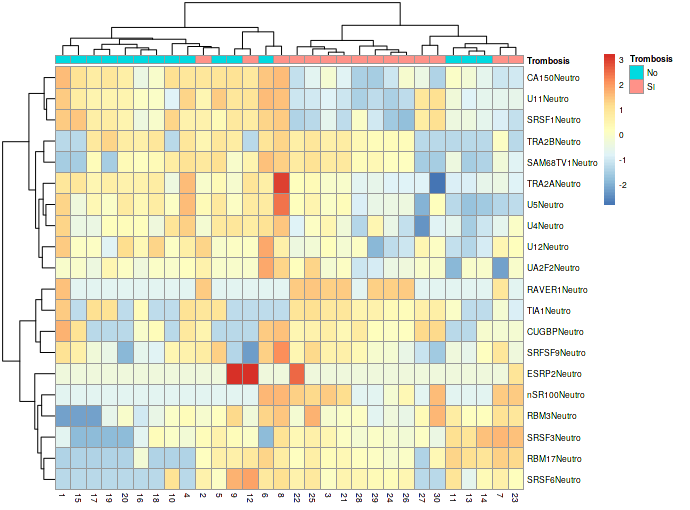 Trombosis
CA150Neutro
U11Neutro
SRSF1Neutro
TRA2BNeutro
SAM68TV1Neutro
TRA2ANeutro
U5Neutro
U4Neutro
U12Neutro
UA2F2Neutro
RAVER1Neutro
TIA1Neutro
CUGBPNeutro
SRFSF9Neutro
ESRP2Neutro
nSR100Neutro
RBM3Neutro
SRSF3Neutro
RBM17Neutro
SRSF6Neutro
1 15 17 19 20 16 18 10 4 2 5 9 12 6 8 22 25 3 21 28 29 24 26 27 30 11 13 14 7 23
3
2
1
0
-1
-2
Trombosis
No
SI